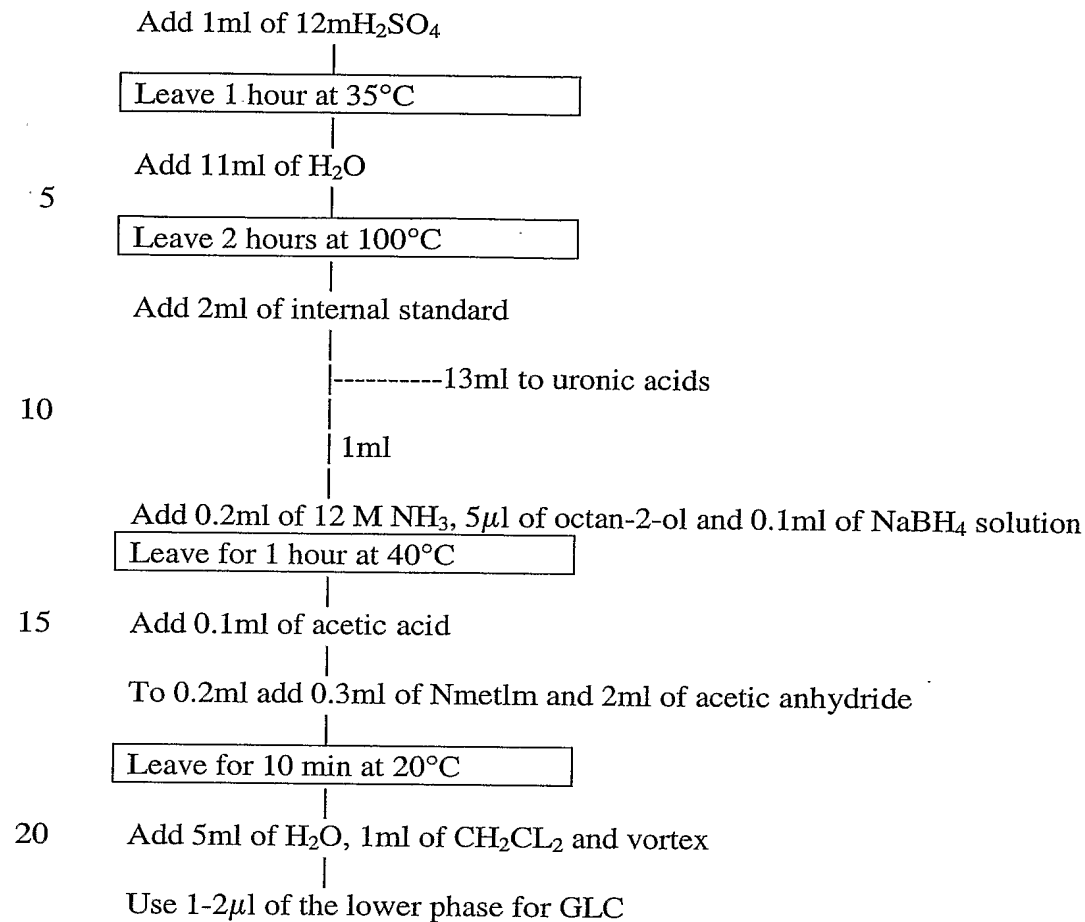 Add 1ml of 12mH₂SO₄
Leave 1 hour at 35°C
Add 11ml of H₂O
5
Leave 2 hours at 100°C
Add 2ml of internal standard
----------13ml to uronic acids
10
1ml
Add 0.2ml of 12 M NH₃, 5μl of octan-2-ol and 0.1ml of NaBH₄ solution
Leave for 1 hour at 40°C
15 Add 0.1ml of acetic acid
To 0.2ml add 0.3ml of NmetIm and 2ml of acetic anhydride
Leave for 10 min at 20°C
20 Add 5ml of H₂O, 1ml of CH₂CL₂ and vortex
Use 1-2μl of the lower phase for GLC